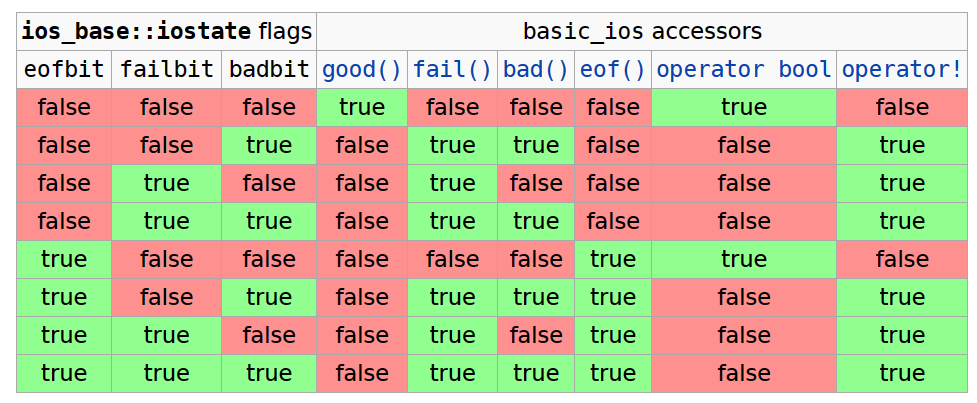 ios_base::iostate flags basic_ios accessors
eofbit failbit badbit good() fail() bad() eof() operator bool operator!
false false false true false false false true false
false false true false true true false false true
false true false false true false false false true
false true true false true true false false true
true false false false false false true true false
true false true false true true true false true
true true false false true false true false true
true true true false true true true false true